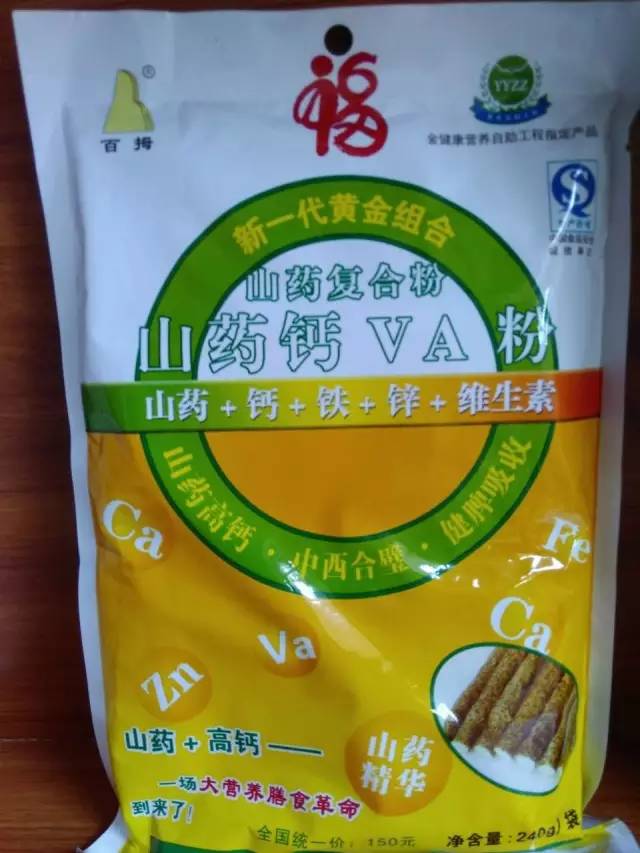 百拇
®
福
YYZZ
金健康营养自助工程指定产品
新一代黄金组合
山药复合粉
山药钙VA粉
山药+钙+铁+锌+维生素
山药高钙·中西合璧·健脾吸收
Ca
Fe
Ca
Va
Zn
山药+高钙——
山药
精华
一场大营养膳食革命
到来了!
全国统一价:150元
净含量:240g/袋